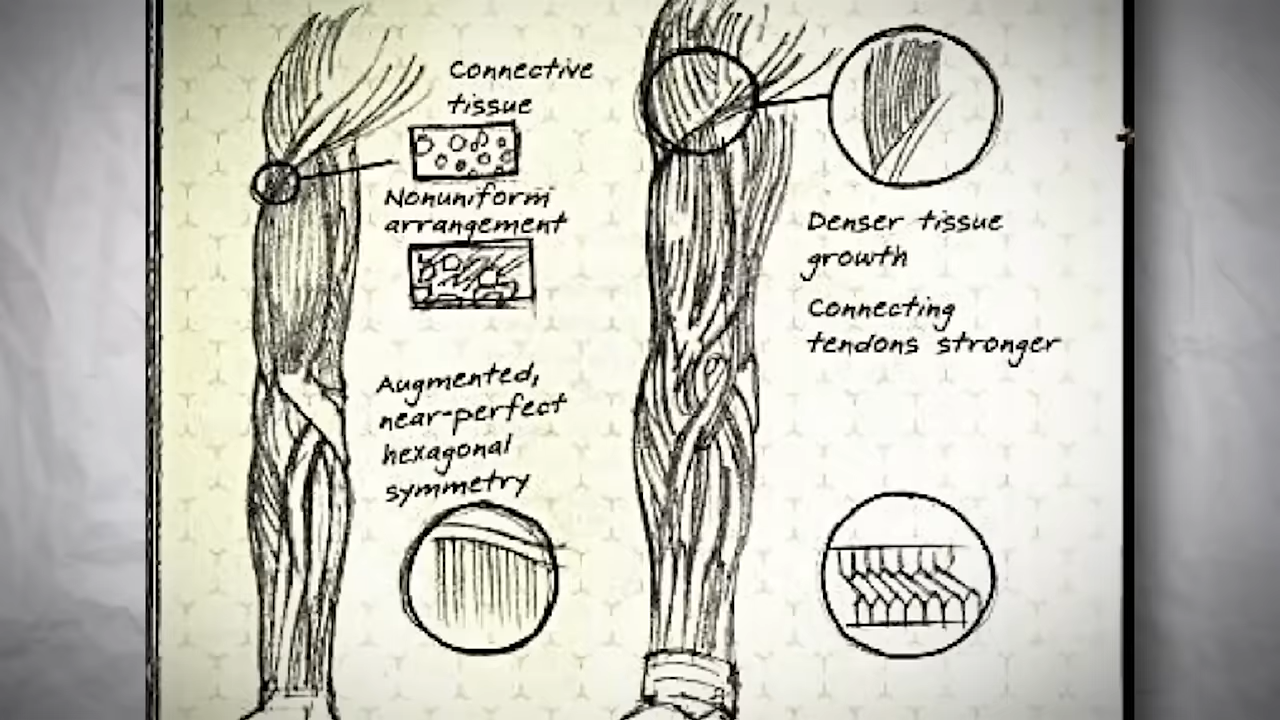 Connective
tissue
Nonuniform
arrangement
Augmented,
near-perfect
hexagonal
symmetry
Denser tissue
growth
Connecting
tendons stronger